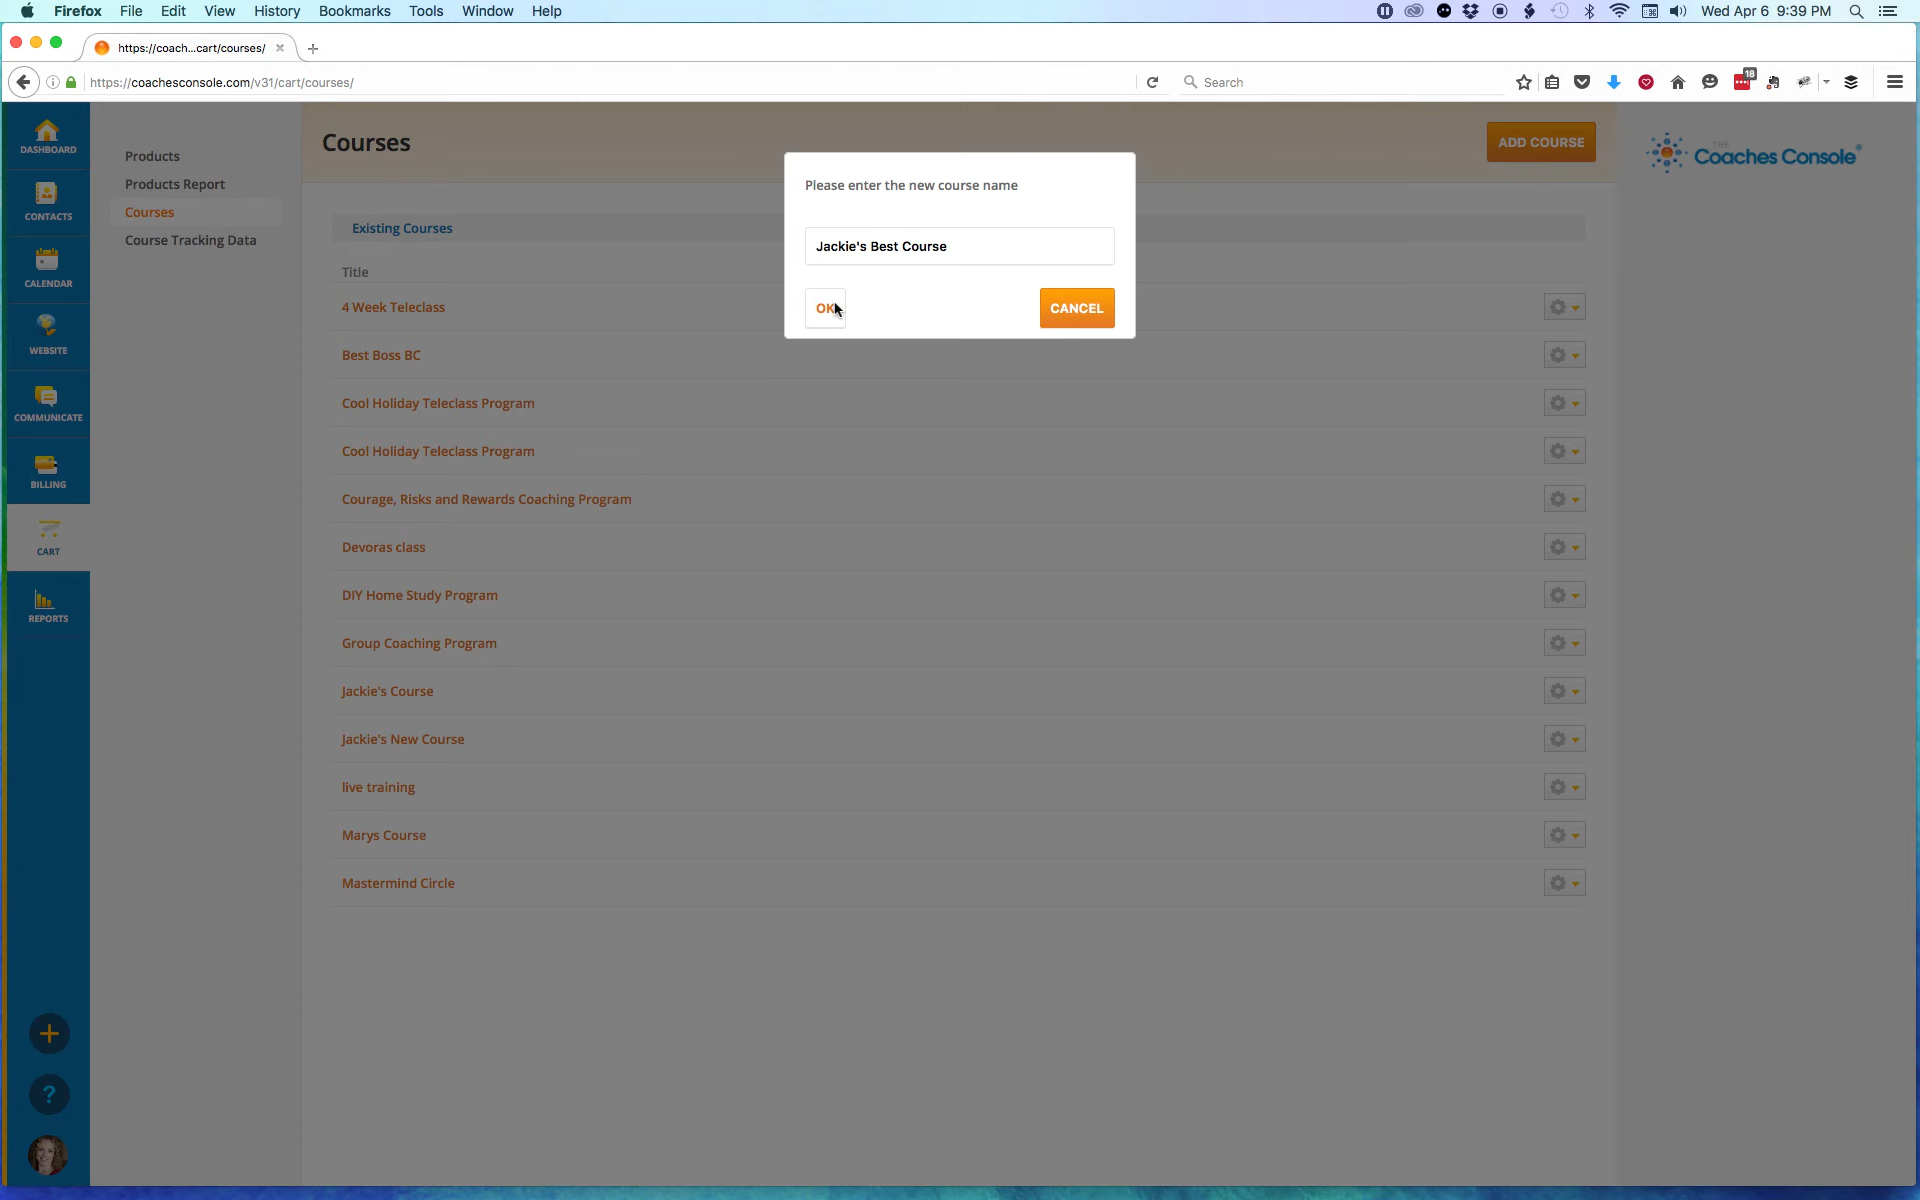 Firefox File Edit View History Bookmarks Tools Window Help Wed Apr 6 9:39 PM
https://coach...cart/courses/
https://coachesconsole.com/v31/cart/courses/ Search 18
DASHBOARD
CONTACTS
CALENDAR
WEBSITE
COMMUNICATE
BILLING
CART
REPORTS
?
Products
Products Report
Courses
Course Tracking Data
Courses
ADD COURSE
THE
Coaches Console®
Please enter the new course name
Jackie's Best Course
OK CANCEL
Existing Courses
Title
4 Week Teleclass
Best Boss BC
Cool Holiday Teleclass Program
Cool Holiday Teleclass Program
Courage, Risks and Rewards Coaching Program
Devoras class
DIY Home Study Program
Group Coaching Program
Jackie's Course
Jackie's New Course
live training
Marys Course
Mastermind Circle